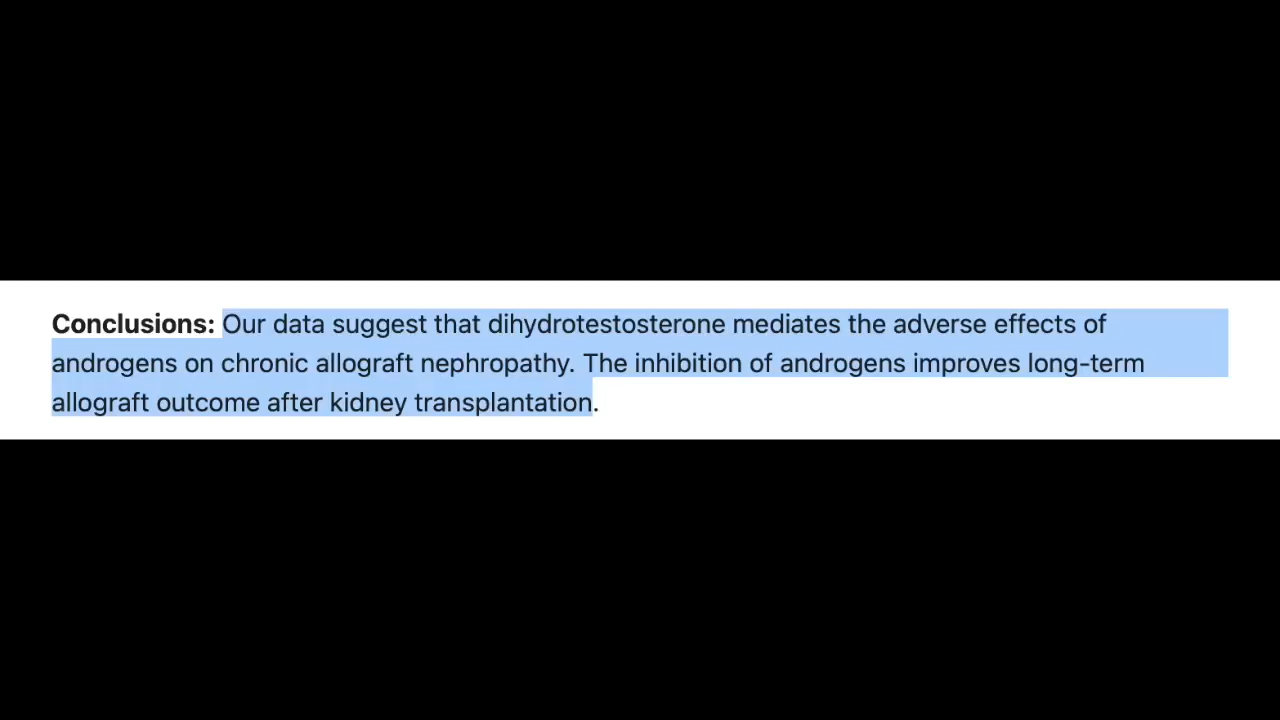 Conclusions: Our data suggest that dihydrotestosterone mediates the adverse effects of
androgens on chronic allograft nephropathy. The inhibition of androgens improves long-term
allograft outcome after kidney transplantation.